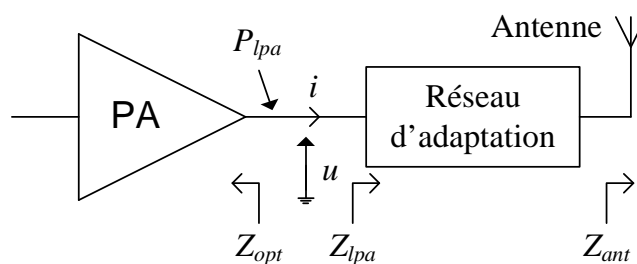 Antenne
P_lpa
i
Réseau
d'adaptation
PA
u
Z_opt
Z_lpa
Z_ant